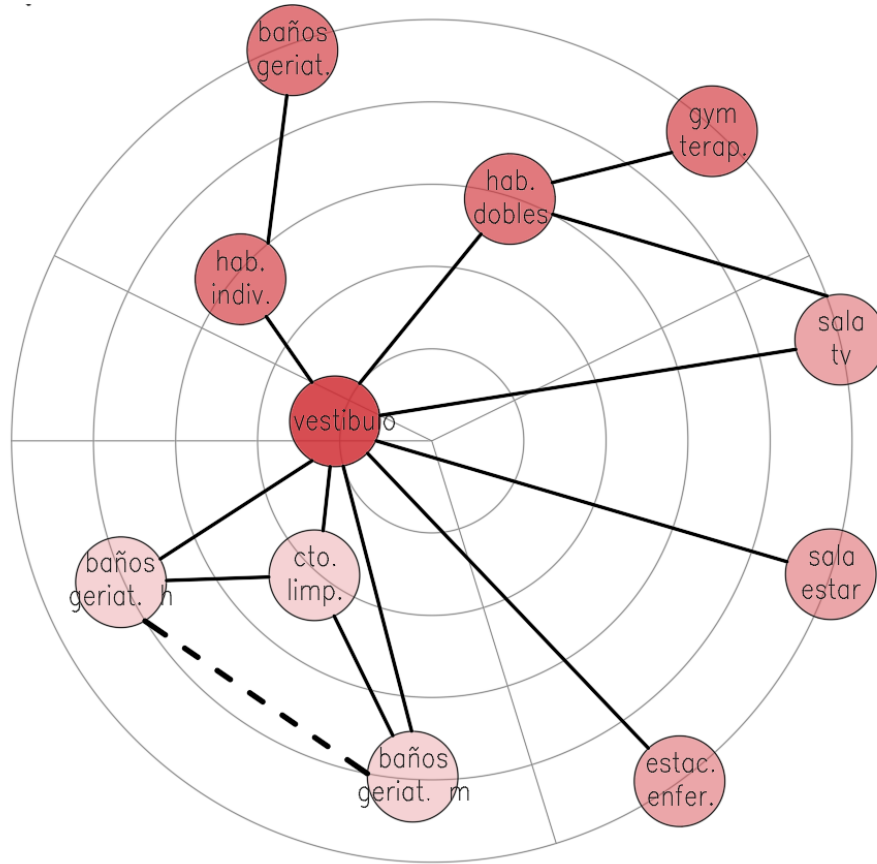 baños
geriat.
gym
terap.
hab.
dobles
hab.
indiv.
sala
tv
vestibulo
baños
geriat. h
cto.
limp.
sala
estar
baños
geriat. m
estac.
enfer.